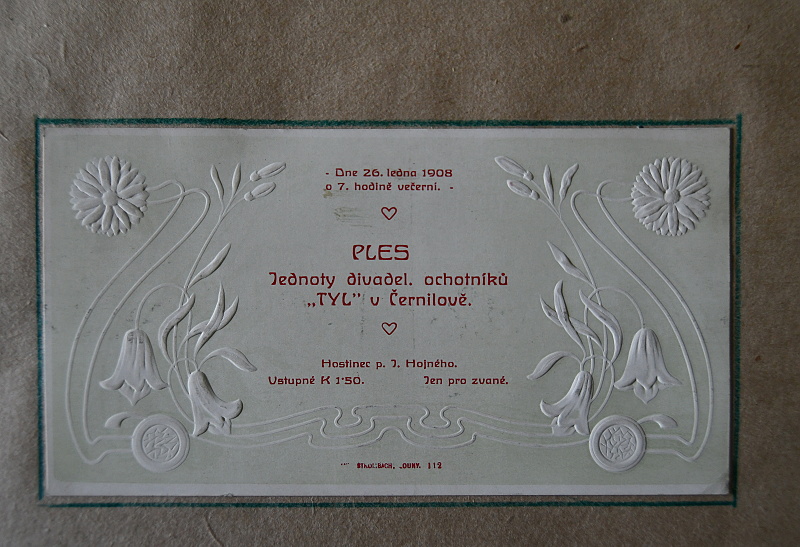 - Dne 26. ledna 1908
o 7. hodině večerní. -
PLES
Jednoty divadel. ochotníků
„TYL” v Černilově.
Hostinec p. J. Hojného.
Vstupné K 1·50. Jen pro zvané.
112